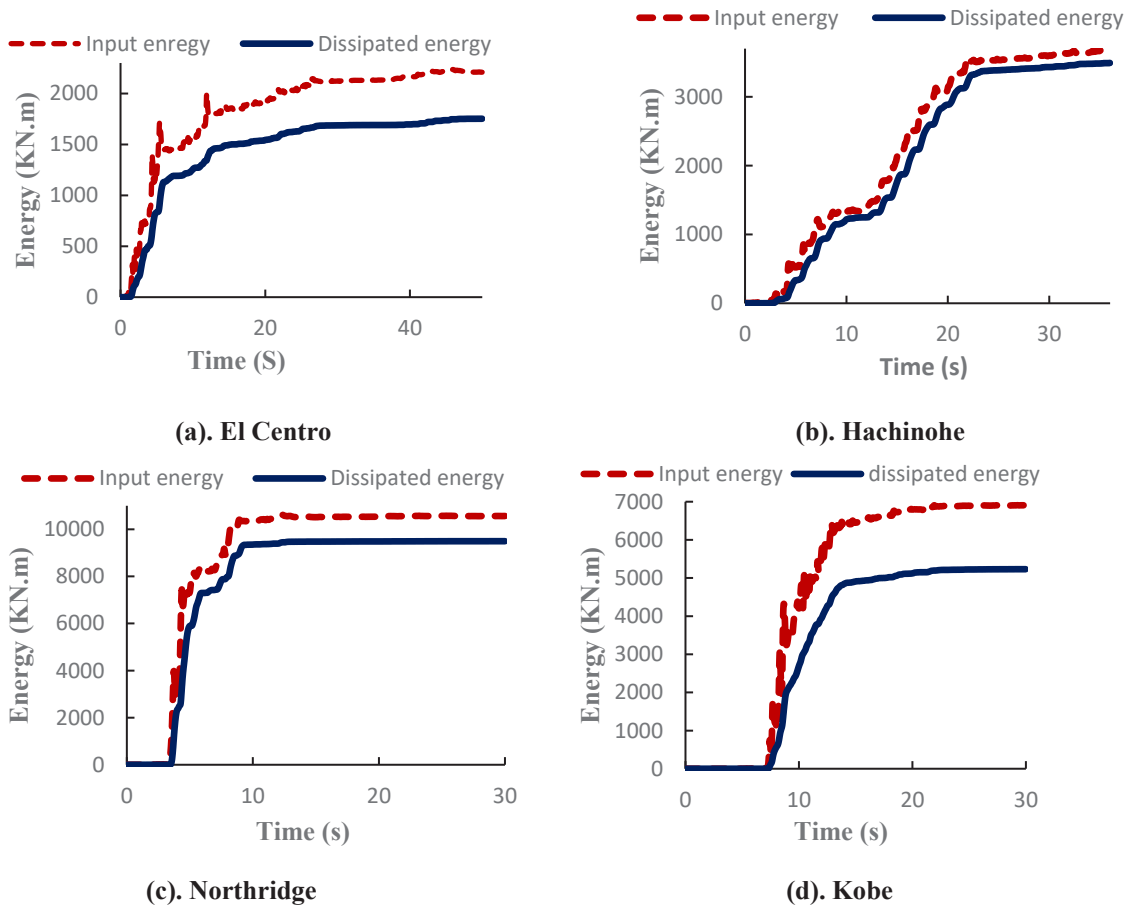 Input enregy Dissipated energy
Energy (KN.m)
2000
1500
1000
500
0
0 20 40
Time (S)
(a). El Centro
Input energy Dissipated energy
Energy (KN.m)
3000
2000
1000
0
0 10 20 30
Time (s)
(b). Hachinohe
Input energy Dissipated energy
Energy (KN.m)
10000
8000
6000
4000
2000
0
0 10 20 30
Time (s)
(c). Northridge
Input energy dissipated energy
Energy (KN.m)
7000
6000
5000
4000
3000
2000
1000
0
0 10 20 30
Time (s)
(d). Kobe